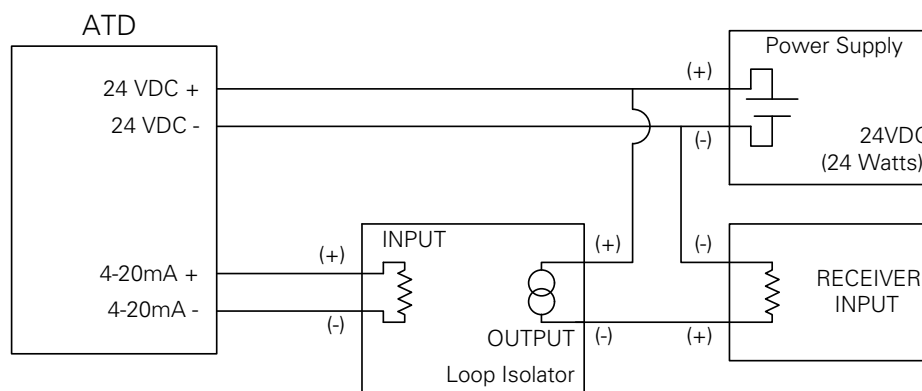 ATD
24 VDC +
24 VDC -
4-20mA +
4-20mA -
(+)
(-)
Power Supply
24VDC
(24 Watts)
(+)
(-)
INPUT
(+)
OUTPUT
(-)
Loop Isolator
(-)
(+)
RECEIVER
INPUT